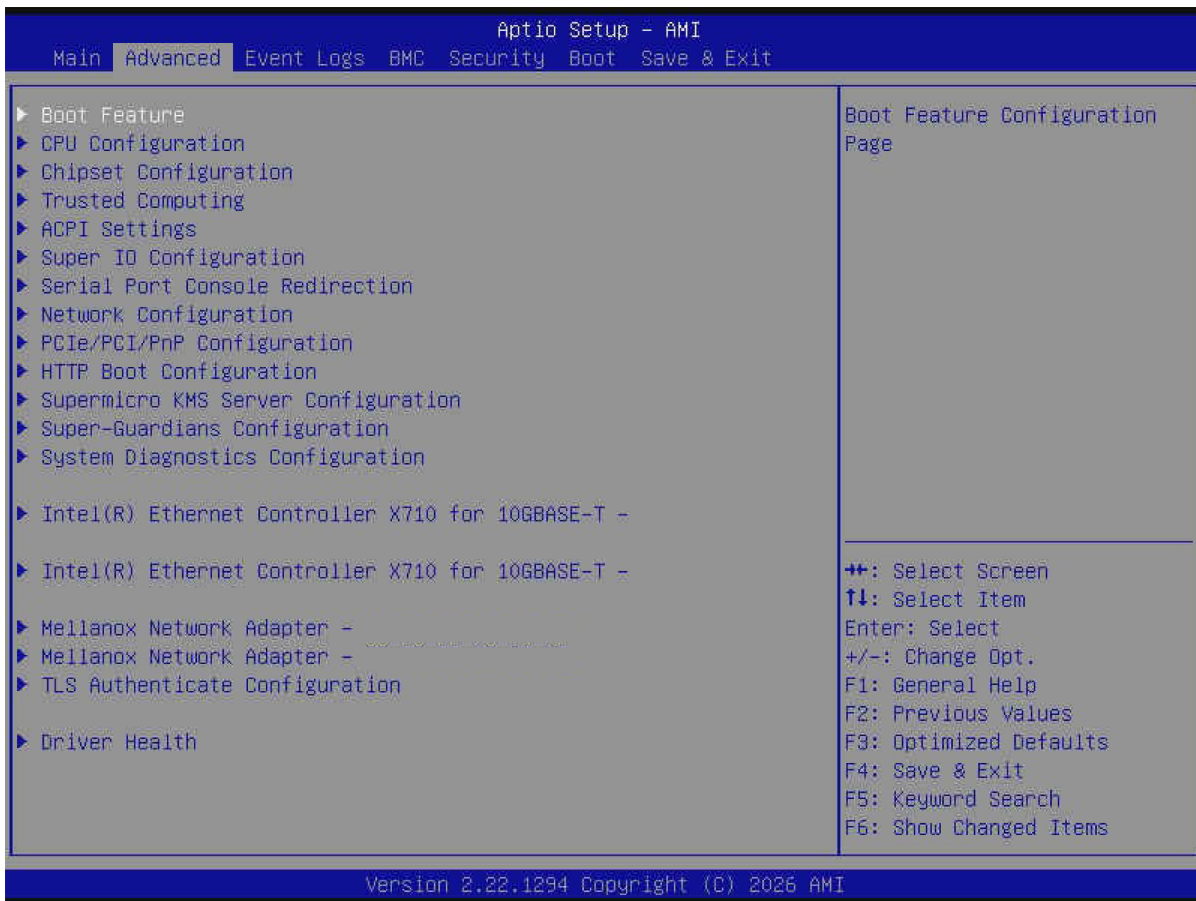 Aptio Setup – AMI
Main Advanced Event Logs BMC Security Boot Save & Exit
▶ Boot Feature
▶ CPU Configuration
▶ Chipset Configuration
▶ Trusted Computing
▶ ACPI Settings
▶ Super IO Configuration
▶ Serial Port Console Redirection
▶ Network Configuration
▶ PCIe/PCI/PnP Configuration
▶ HTTP Boot Configuration
▶ Supermicro KMS Server Configuration
▶ Super-Guardians Configuration
▶ System Diagnostics Configuration
▶ Intel(R) Ethernet Controller X710 for 10GBASE-T –
▶ Intel(R) Ethernet Controller X710 for 10GBASE-T –
▶ Mellanox Network Adapter –
▶ Mellanox Network Adapter –
▶ TLS Authenticate Configuration
▶ Driver Health
Boot Feature Configuration
Page
→←: Select Screen
↑↓: Select Item
Enter: Select
+/-: Change Opt.
F1: General Help
F2: Previous Values
F3: Optimized Defaults
F4: Save & Exit
F5: Keyword Search
F6: Show Changed Items
Version 2.22.1294 Copyright (C) 2026 AMI